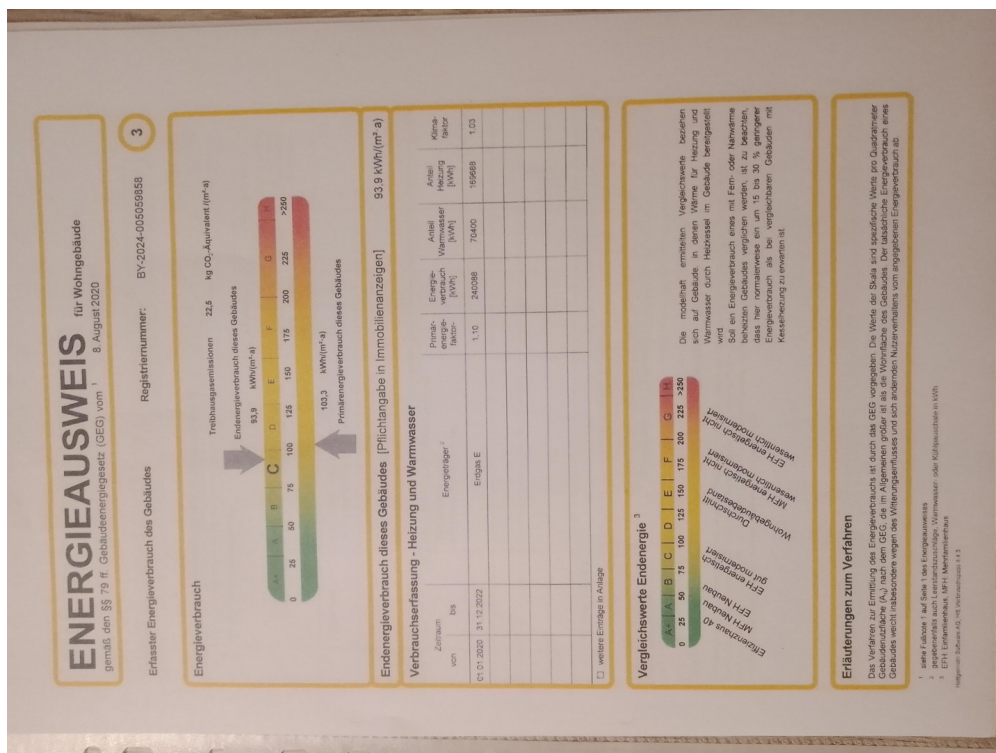 ENERGIEAUSWEIS für Wohngebäude
gemäß den §§ 79 ff. Gebäudeenergiegesetz (GEG) vom 1 8. August 2020
Erfasster Energieverbrauch des Gebäudes Registriernummer: BY-2024-005059858 3
Energieverbrauch
Treibhausgasemissionen 22,5 kg CO2-Äquivalent /(m²·a)
Endenergieverbrauch dieses Gebäudes
93,9 kWh/(m²·a)
A+ A B C D E F G H
0 25 50 75 100 125 150 175 200 225 >250
103,3 kWh/(m²·a)
Primärenergieverbrauch dieses Gebäudes
Endenergieverbrauch dieses Gebäudes [Pflichtangabe in Immobilienanzeigen] 93,9 kWh/(m²·a)
Verbrauchserfassung - Heizung und Warmwasser
Zeitraum
von bis
Energieträger 2
Primär-
energie-
faktor-
Energie-
verbrauch
[kWh]
Anteil
Warmwasser
[kWh]
Anteil
Heizung
[kWh]
Klima-
faktor
01.01.2020 31.12.2022 Erdgas E 1,10 240088 70400 169688 1,03
weitere Einträge in Anlage
Vergleichswerte Endenergie 3
A+ A B C D E F G H
0 25 50 75 100 125 150 175 200 225 >250
Effizienzhaus 40
MFH Neubau
EFH Neubau
EFH energetisch
gut modernisiert
Durchschnitt
Wohngebäudebestand
MFH energetisch nicht
wesentlich modernisiert
EFH energetisch nicht
wesentlich modernisiert
Die modellhaft ermittelten Vergleichswerte beziehen
sich auf Gebäude, in denen Wärme für Heizung und
Warmwasser durch Heizkessel im Gebäude bereitgestellt
wird
Soll ein Energieverbrauch eines mit Fern- oder Nahwärme
beheizten Gebäudes verglichen werden, ist zu beachten,
dass hier normalerweise ein um 15 bis 30 % geringerer
Energieverbrauch als bei vergleichbaren Gebäuden mit
Kesselheizung zu erwarten ist
Erläuterungen zum Verfahren
Das Verfahren zur Ermittlung des Energieverbrauchs ist durch das GEG vorgegeben. Die Werte der Skala sind spezifische Werte pro Quadratmeter
Gebäudenutzfläche (AN) nach dem GEG, die im Allgemeinen größer ist als die Wohnfläche des Gebäudes. Der tatsächliche Energieverbrauch eines
Gebäudes weicht insbesondere wegen des Witterungseinflusses und sich ändernden Nutzerverhaltens vom angegebenen Energieverbrauch ab.
1 siehe Fußnote 1 auf Seite 1 des Energieausweises
2 gegebenenfalls auch Leerstandszuschläge, Warmwasser- oder Kühlpauschale in kWh
3 EFH: Einfamilienhaus, MFH: Mehrfamilienhaus
Hottgenroth Software AG,